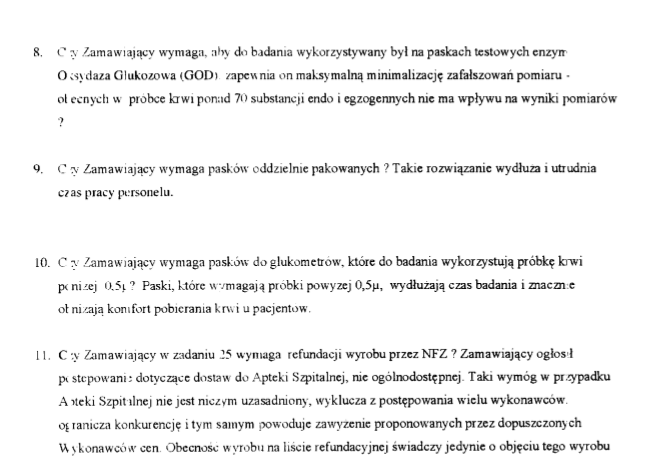 8. Czy Zamawiający wymaga, aby do badania wykorzystywany był na paskach testowych enzym
Oksydaza Glukozowa (GOD) zapewnia on maksymalną minimalizację zafałszowań pomiaru -
obecnych w próbce krwi ponad 70 substancji endo i egzogennych nie ma wpływu na wyniki pomiarów
?
9. Czy Zamawiający wymaga pasków oddzielnie pakowanych ? Takie rozwiązanie wydłuża i utrudnia
czas pracy personelu.
10. Czy Zamawiający wymaga pasków do glukometrów, które do badania wykorzystują próbkę krwi
poniżej 0,5µ ? Paski, które wymagają próbki powyżej 0,5µ, wydłużają czas badania i znacznie
obniżają komfort pobierania krwi u pacjentow.
11. Czy Zamawiający w zadaniu 25 wymaga refundacji wyrobu przez NFZ ? Zamawiający ogłosił
postepowanie dotyczące dostaw do Apteki Szpitalnej, nie ogólnodostępnej. Taki wymóg w przypadku
Apteki Szpitalnej nie jest niczym uzasadniony, wyklucza z postępowania wielu wykonawców.
ogranicza konkurencję i tym samym powoduje zawyżenie proponowanych przez dopuszczonych
Wykonawców cen. Obecność wyrobu na liście refundacyjnej świadczy jedynie o objęciu tego wyrobu